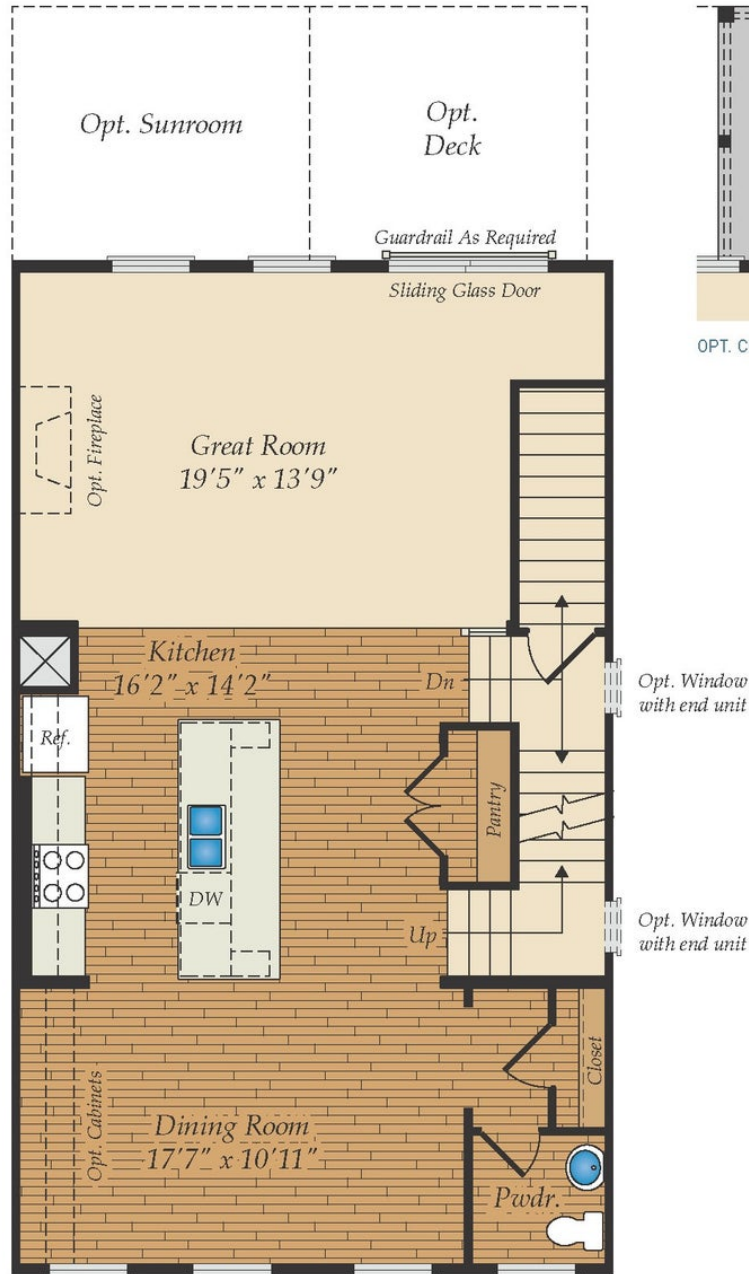 Opt. Sunroom
Opt.
Deck
Guardrail As Required
Sliding Glass Door
OPT. C
Opt. Fireplace
Great Room
19'5" x 13'9"
Kitchen
16'2" x 14'2"
Dn
Opt. Window
with end unit
Ref.
Pantry
DW
Up
Opt. Window
with end unit
Closet
Opt. Cabinets
Dining Room
17'7" x 10'11"
Pwdr.